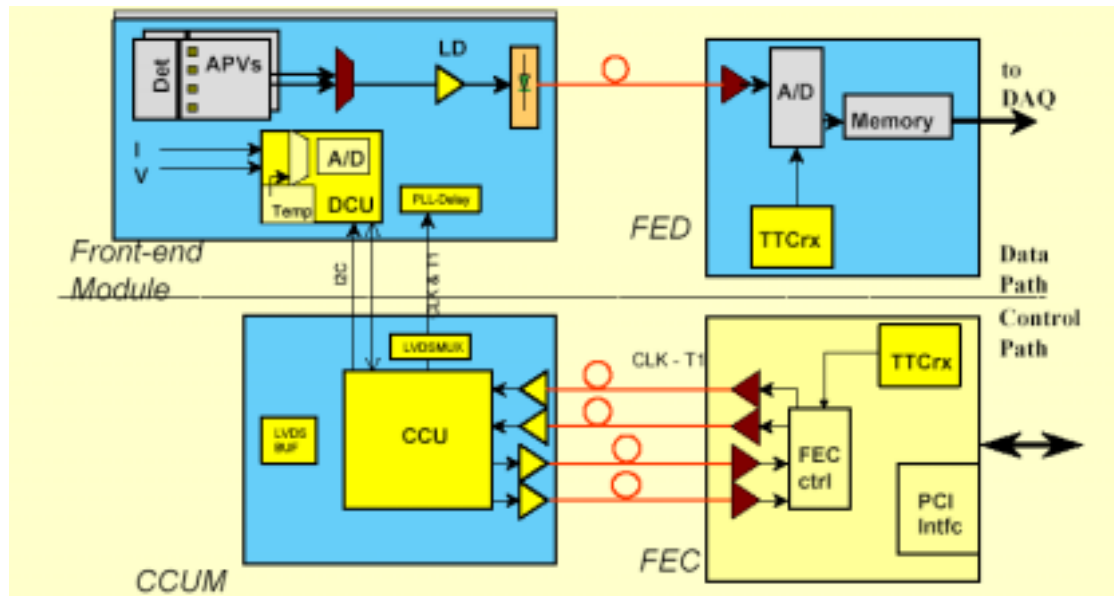 Det
APVs
LD
I
V
A/D
Temp
DCU
PLL-Delay
Front-end
Module
I2C
CLK & T1
A/D
Memory
to
DAQ
TTCrx
FED
Data
Path
Control
Path
LVDSMUX
CCU
LVDS
BUF
CCUM
CLK - T1
TTCrx
FEC
ctrl
PCI
Intfc
FEC